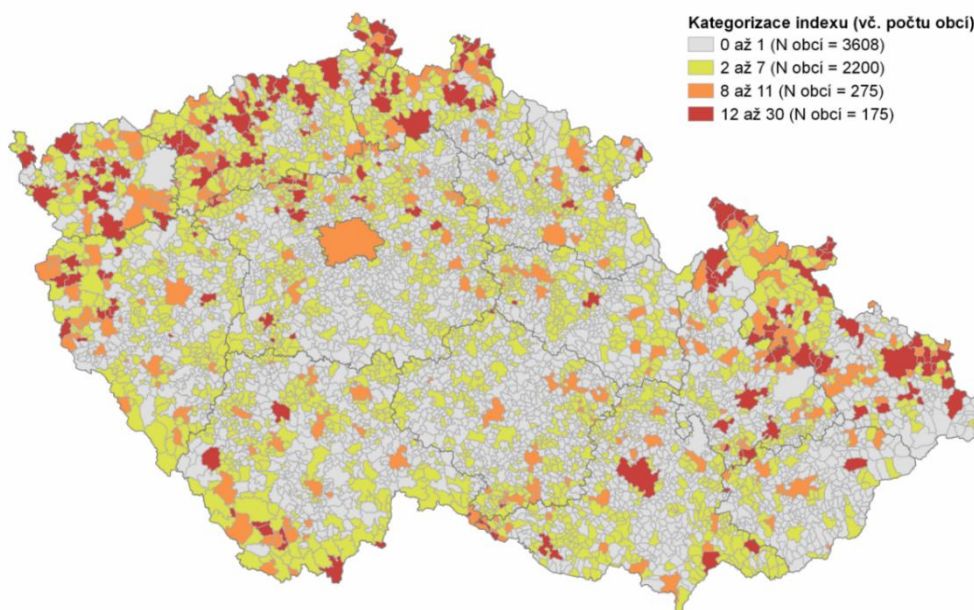 Kategorizace indexu (vč. počtu obcí)
0 až 1 (N obcí = 3608)
2 až 7 (N obcí = 2200)
8 až 11 (N obcí = 275)
12 až 30 (N obcí = 175)